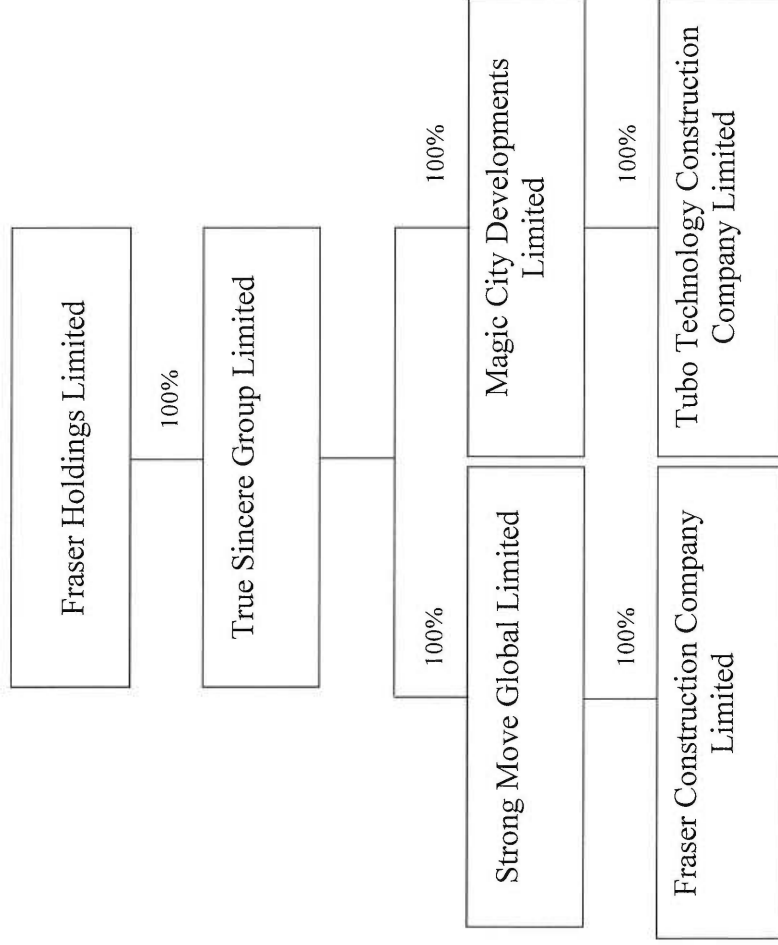 Fraser Holdings Limited
100%
True Sincere Group Limited
100%
100%
Strong Move Global Limited
Magic City Developments
Limited
100%
100%
Fraser Construction Company
Limited
Tubo Technology Construction
Company Limited